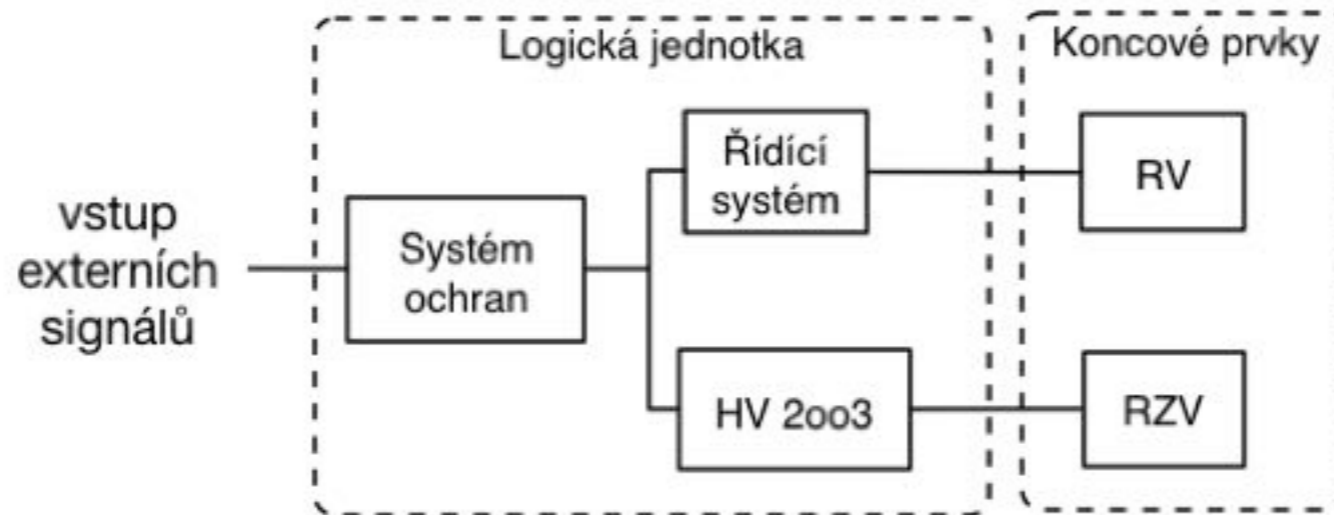 Logická jednotka
Koncové prvky
vstup
externích
signálů
Systém
ochran
Řídící
systém
HV 2oo3
RV
RZV